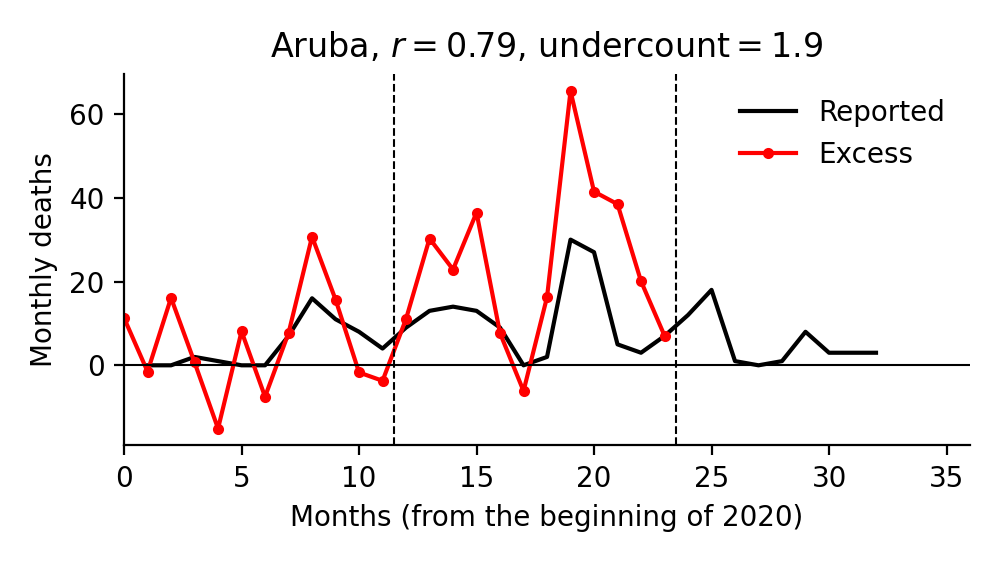 Aruba, r = 0.79, undercount = 1.9
Monthly deaths
60
40
20
0
Reported
Excess
0 5 10 15 20 25 30 35
Months (from the beginning of 2020)